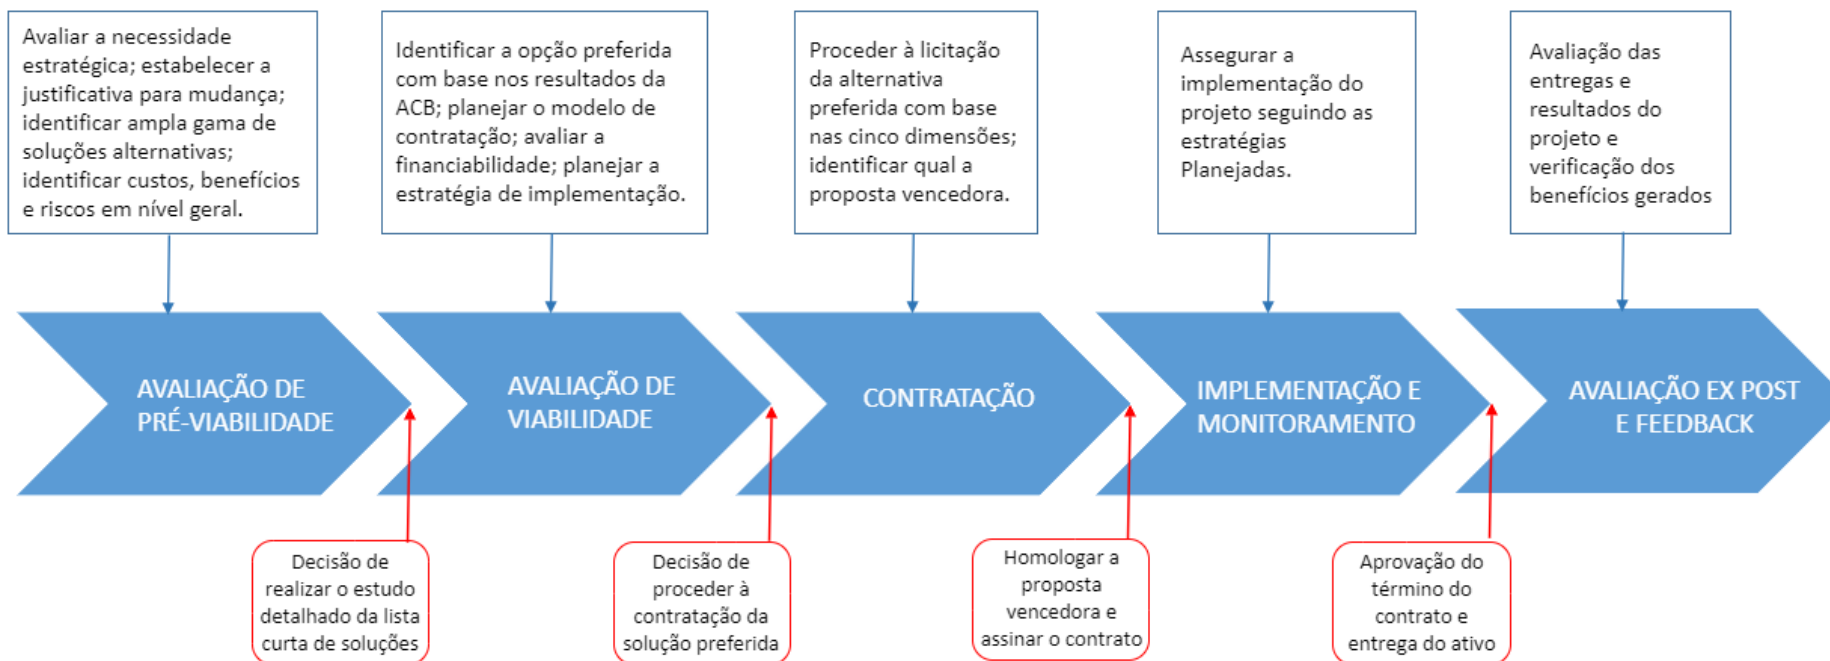 Avaliar a necessidade
estratégica; estabelecer a
justificativa para mudança;
identificar ampla gama de
soluções alternativas;
identificar custos, benefícios
e riscos em nível geral.
Identificar a opção preferida
com base nos resultados da
ACB; planejar o modelo de
contratação; avaliar a
financiabilidade; planejar a
estratégia de implementação.
Proceder à licitação
da alternativa
preferida com base
nas cinco dimensões;
identificar qual a
proposta vencedora.
Assegurar a
implementação do
projeto seguindo as
estratégias
Planejadas.
Avaliação das
entregas e
resultados do
projeto e
verificação dos
benefícios gerados
AVALIAÇÃO DE
PRÉ-VIABILIDADE
AVALIAÇÃO DE
VIABILIDADE
CONTRATAÇÃO
IMPLEMENTAÇÃO E
MONITORAMENTO
AVALIAÇÃO EX POST
E FEEDBACK
Decisão de
realizar o estudo
detalhado da lista
curta de soluções
Decisão de
proceder à
contratação da
solução preferida
Homologar a
proposta
vencedora e
assinar o contrato
Aprovação do
término do
contrato e
entrega do ativo